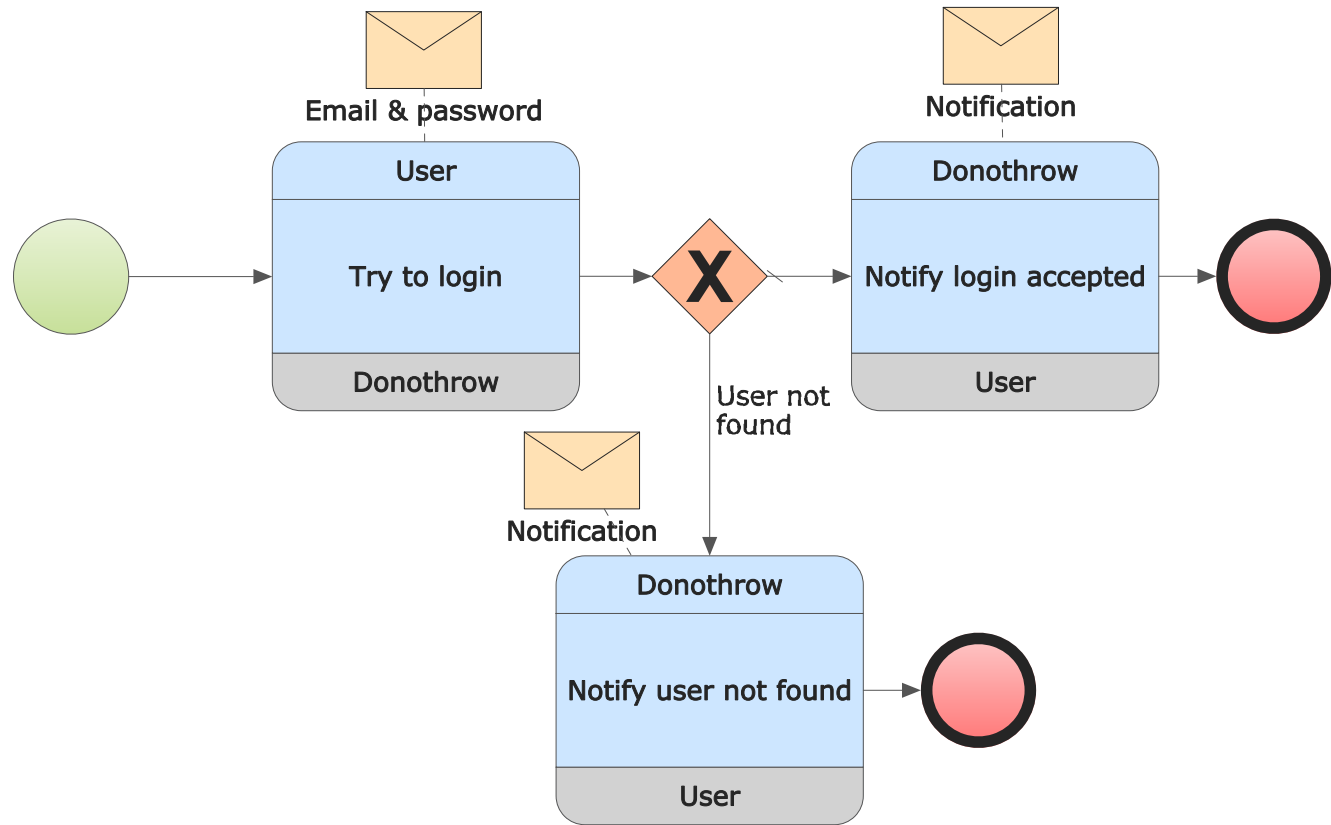 Email & password
User
Try to login
Donothrow
X
Notification
Donothrow
Notify login accepted
User
User not
found
Notification
Donothrow
Notify user not found
User